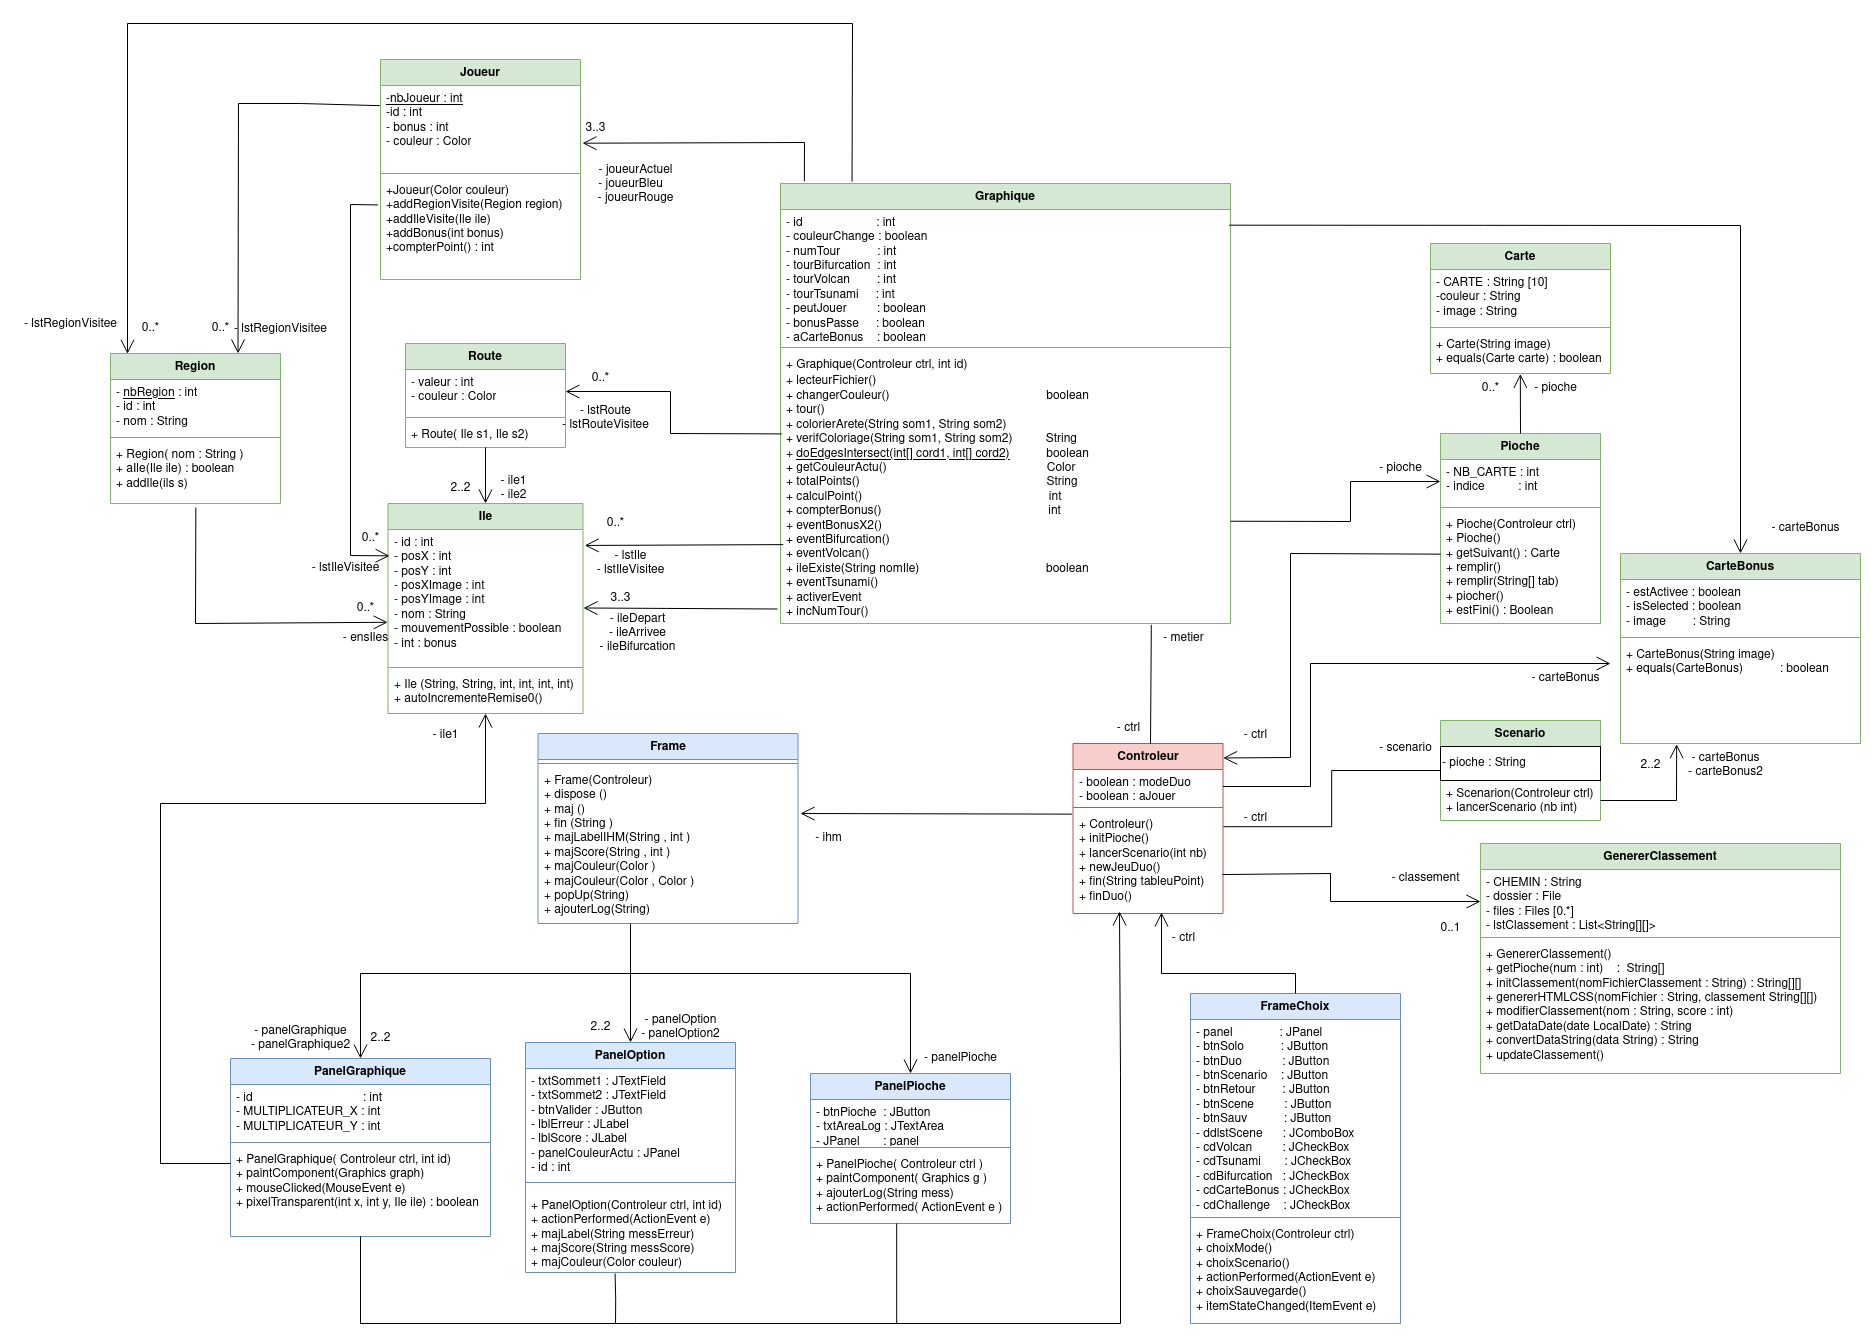 Joueur
-nbJoueur : int
-id : int
- bonus : int
- couleur : Color
+Joueur(Color couleur)
+addRegionVisite(Region region)
+addIleVisite(Ile ile)
+addBonus(int bonus)
+compterPoint() : int
3..3
- joueurActuel
- joueurBleu
- joueurRouge
Graphique
- id : int
- couleurChange : boolean
- numTour : int
- tourBifurcation : int
- tourVolcan : int
- tourTsunami : int
- peutJouer : boolean
- bonusPasse : boolean
- aCarteBonus : boolean
+ Graphique(Controleur ctrl, int id)
+ lecteurFichier()
+ changerCouleur() boolean
+ tour()
+ colorierArete(String som1, String som2)
+ verifColoriage(String som1, String som2) String
+ doEdgesIntersect(int[] cord1, int[] cord2) boolean
+ getCouleurActu() Color
+ totalPoints() String
+ calculPoint() int
+ compterBonus() int
+ eventBonusX2()
+ eventBifurcation()
+ eventVolcan()
+ ileExiste(String nomIle) boolean
+ eventTsunami()
+ activerEvent
+ incNumTour()
Carte
- CARTE : String [10]
-couleur : String
- image : String
+ Carte(String image)
+ equals(Carte carte) : boolean
0..*
- pioche
- lstRegionVisitee
0..*
0..*
- lstRegionVisitee
Region
- nbRegion : int
- id : int
- nom : String
+ Region( nom : String )
+ aIle(Ile ile) : boolean
+ addIle(ils s)
Route
- valeur : int
- couleur : Color
+ Route( Ile s1, Ile s2)
0..*
- lstRoute
- lstRouteVisitee
2..2
- ile1
- ile2
Pioche
- NB_CARTE : int
- indice : int
+ Pioche(Controleur ctrl)
+ Pioche()
+ getSuivant() : Carte
+ remplir()
+ remplir(String[] tab)
+ piocher()
+ estFini() : Boolean
- pioche
- carteBonus
Ile
- id : int
- posX : int
- posY : int
- posXImage : int
- posYImage : int
- nom : String
- mouvementPossible : boolean
- int : bonus
+ Ile (String, String, int, int, int, int)
+ autoIncrementeRemise0()
0..*
- lstIleVisitee
0..*
- ensIles
0..*
- lstIle
- lstIleVisitee
3..3
- ileDepart
- ileArrivee
- ileBifurcation
CarteBonus
- estActivee : boolean
- isSelected : boolean
- image : String
+ CarteBonus(String image)
+ equals(CarteBonus) : boolean
- metier
- ctrl
- ctrl
- carteBonus
- ile1
Frame
+ Frame(Controleur)
+ dispose ()
+ maj ()
+ fin (String )
+ majLabelIHM(String , int )
+ majScore(String , int )
+ majCouleur(Color )
+ majCouleur(Color , Color )
+ popUp(String)
+ ajouterLog(String)
- ihm
Controleur
- boolean : modeDuo
- boolean : aJouer
+ Controleur()
+ initPioche()
+ lancerScenario(int nb)
+ newJeuDuo()
+ fin(String tableuPoint)
+ finDuo()
- scenario
- ctrl
Scenario
- pioche : String
+ Scenarion(Controleur ctrl)
+ lancerScenario (nb int)
2..2
- carteBonus
- carteBonus2
- classement
0..1
GenererClassement
- CHEMIN : String
- dossier : File
- files : Files [0.*]
- lstClassement : List<String[][]>
+ GenererClassement()
+ getPioche(num : int) : String[]
+ initClassement(nomFichierClassement : String) : String[][]
+ genererHTMLCSS(nomFichier : String, classement String[][])
+ modifierClassement(nom : String, score : int)
+ getDataDate(date LocalDate) : String
+ convertDataString(data String) : String
+ updateClassement()
- ctrl
- panelGraphique
- panelGraphique2
2..2
2..2
- panelOption
- panelOption2
- panelPioche
PanelGraphique
- id : int
- MULTIPLICATEUR_X : int
- MULTIPLICATEUR_Y : int
+ PanelGraphique( Controleur ctrl, int id)
+ paintComponent(Graphics graph)
+ mouseClicked(MouseEvent e)
+ pixelTransparent(int x, int y, Ile ile) : boolean
PanelOption
- txtSommet1 : JTextField
- txtSommet2 : JTextField
- btnValider : JButton
- lblErreur : JLabel
- lblScore : JLabel
- panelCouleurActu : JPanel
- id : int
+ PanelOption(Controleur ctrl, int id)
+ actionPerformed(ActionEvent e)
+ majLabel(String messErreur)
+ majScore(String messScore)
+ majCouleur(Color couleur)
PanelPioche
- btnPioche : JButton
- txtAreaLog : JTextArea
- JPanel : panel
+ PanelPioche( Controleur ctrl )
+ paintComponent( Graphics g )
+ ajouterLog(String mess)
+ actionPerformed( ActionEvent e )
FrameChoix
- panel : JPanel
- btnSolo : JButton
- btnDuo : JButton
- btnScenario : JButton
- btnRetour : JButton
- btnScene : JButton
- btnSauv : JButton
- ddlstScene : JComboBox
- cdVolcan : JCheckBox
- cdTsunami : JCheckBox
- cdBifurcation : JCheckBox
- cdCarteBonus : JCheckBox
- cdChallenge : JCheckBox
+ FrameChoix(Controleur ctrl)
+ choixMode()
+ choixScenario()
+ actionPerformed(ActionEvent e)
+ choixSauvegarde()
+ itemStateChanged(ItemEvent e)